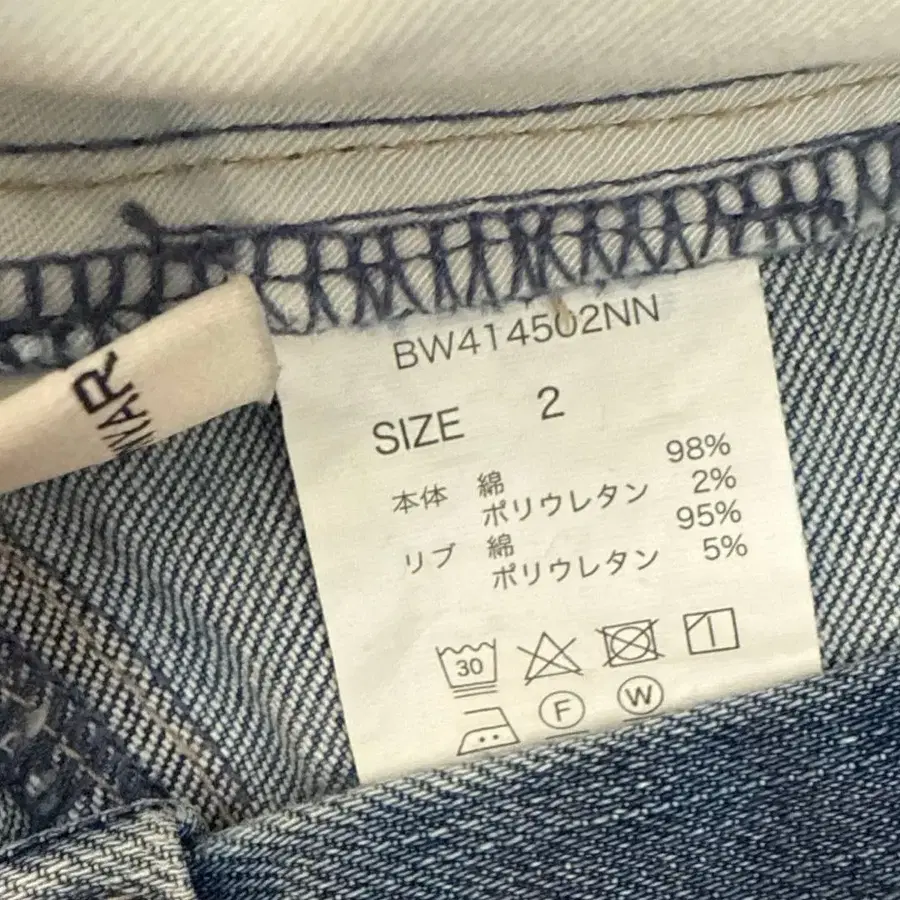 BW414502NN
SIZE 2
本体 綿 98%
ポリウレタン 2%
リブ 綿 95%
ポリウレタン 5%
30
F W